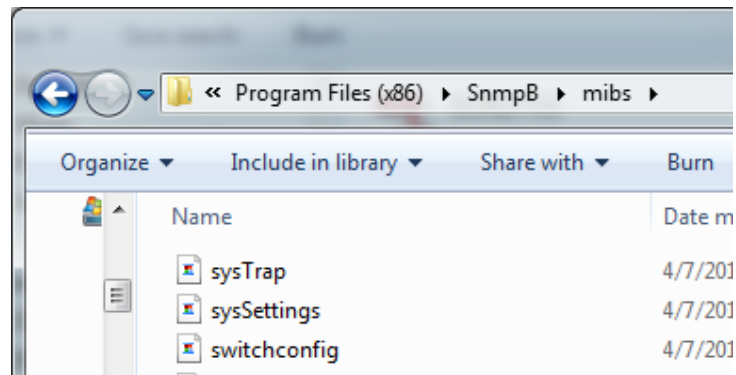 « Program Files (x86) ▸ SnmpB ▸ mibs ▸
Organize ▾ Include in library ▾ Share with ▾ Burn
Name Date m
sysTrap 4/7/201
sysSettings 4/7/201
switchconfig 4/7/201